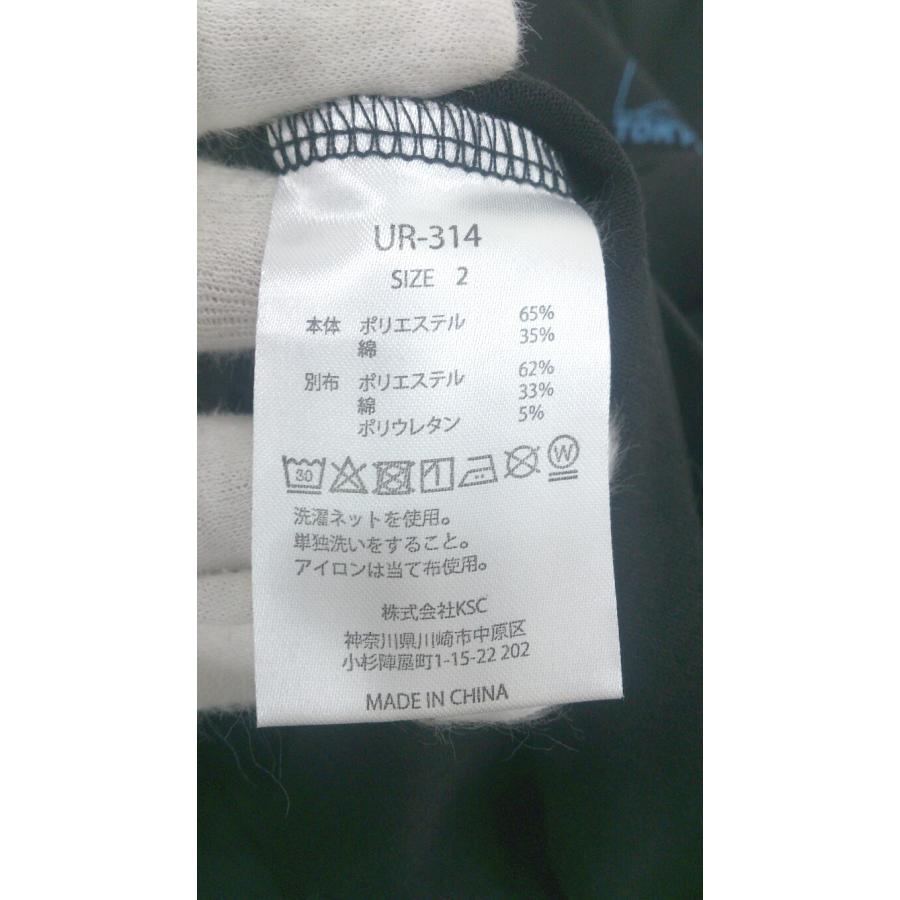 UR-314
SIZE 2
本体 ポリエステル 65%
綿 35%
別布 ポリエステル 62%
綿 33%
ポリウレタン 5%
30 W
洗濯ネットを使用。
単独洗いをすること。
アイロンは当て布使用。
株式会社KSC
神奈川県川崎市中原区
小杉陣屋町1-15-22 202
MADE IN CHINA